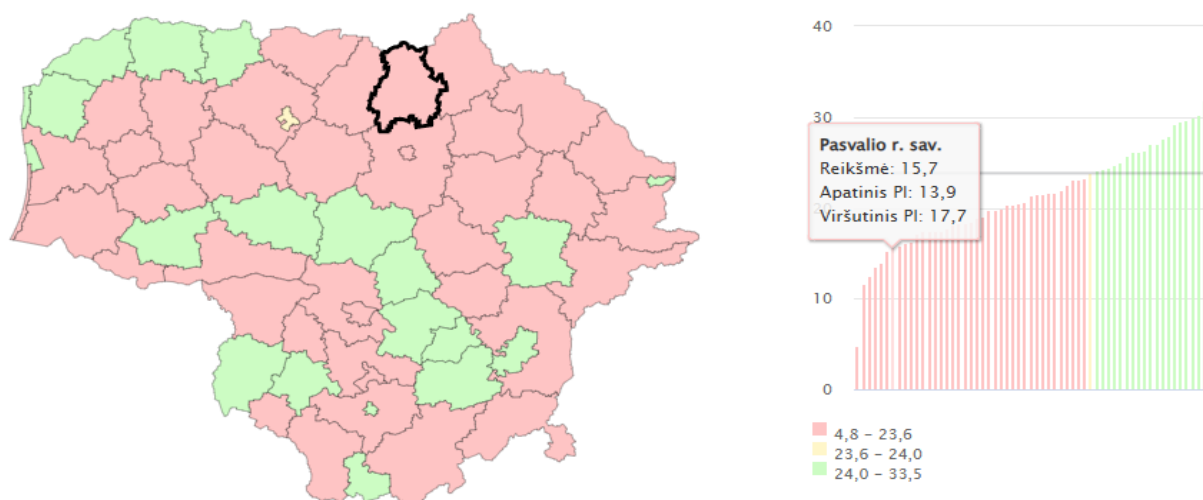 40
30
Pasvalio r. sav.
Reikšmė: 15,7
Apatinis PI: 13,9
Viršutinis PI: 17,7
20
10
0
4,8 – 23,6
23,6 – 24,0
24,0 – 33,5